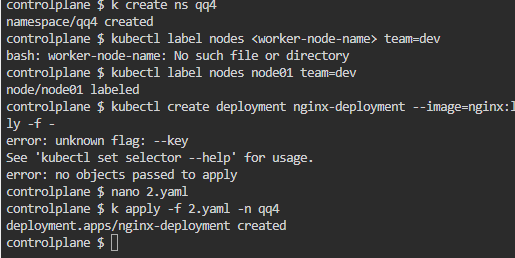 controlplane $ k create ns qq4
namespace/qq4 created
controlplane $ kubectl label nodes <worker-node-name> team=dev
bash: worker-node-name: No such file or directory
controlplane $ kubectl label nodes node01 team=dev
node/node01 labeled
controlplane $ kubectl create deployment nginx-deployment --image=nginx:l
ly -f -
error: unknown flag: --key
See 'kubectl set selector --help' for usage.
error: no objects passed to apply
controlplane $ nano 2.yaml
controlplane $ k apply -f 2.yaml -n qq4
deployment.apps/nginx-deployment created
controlplane $